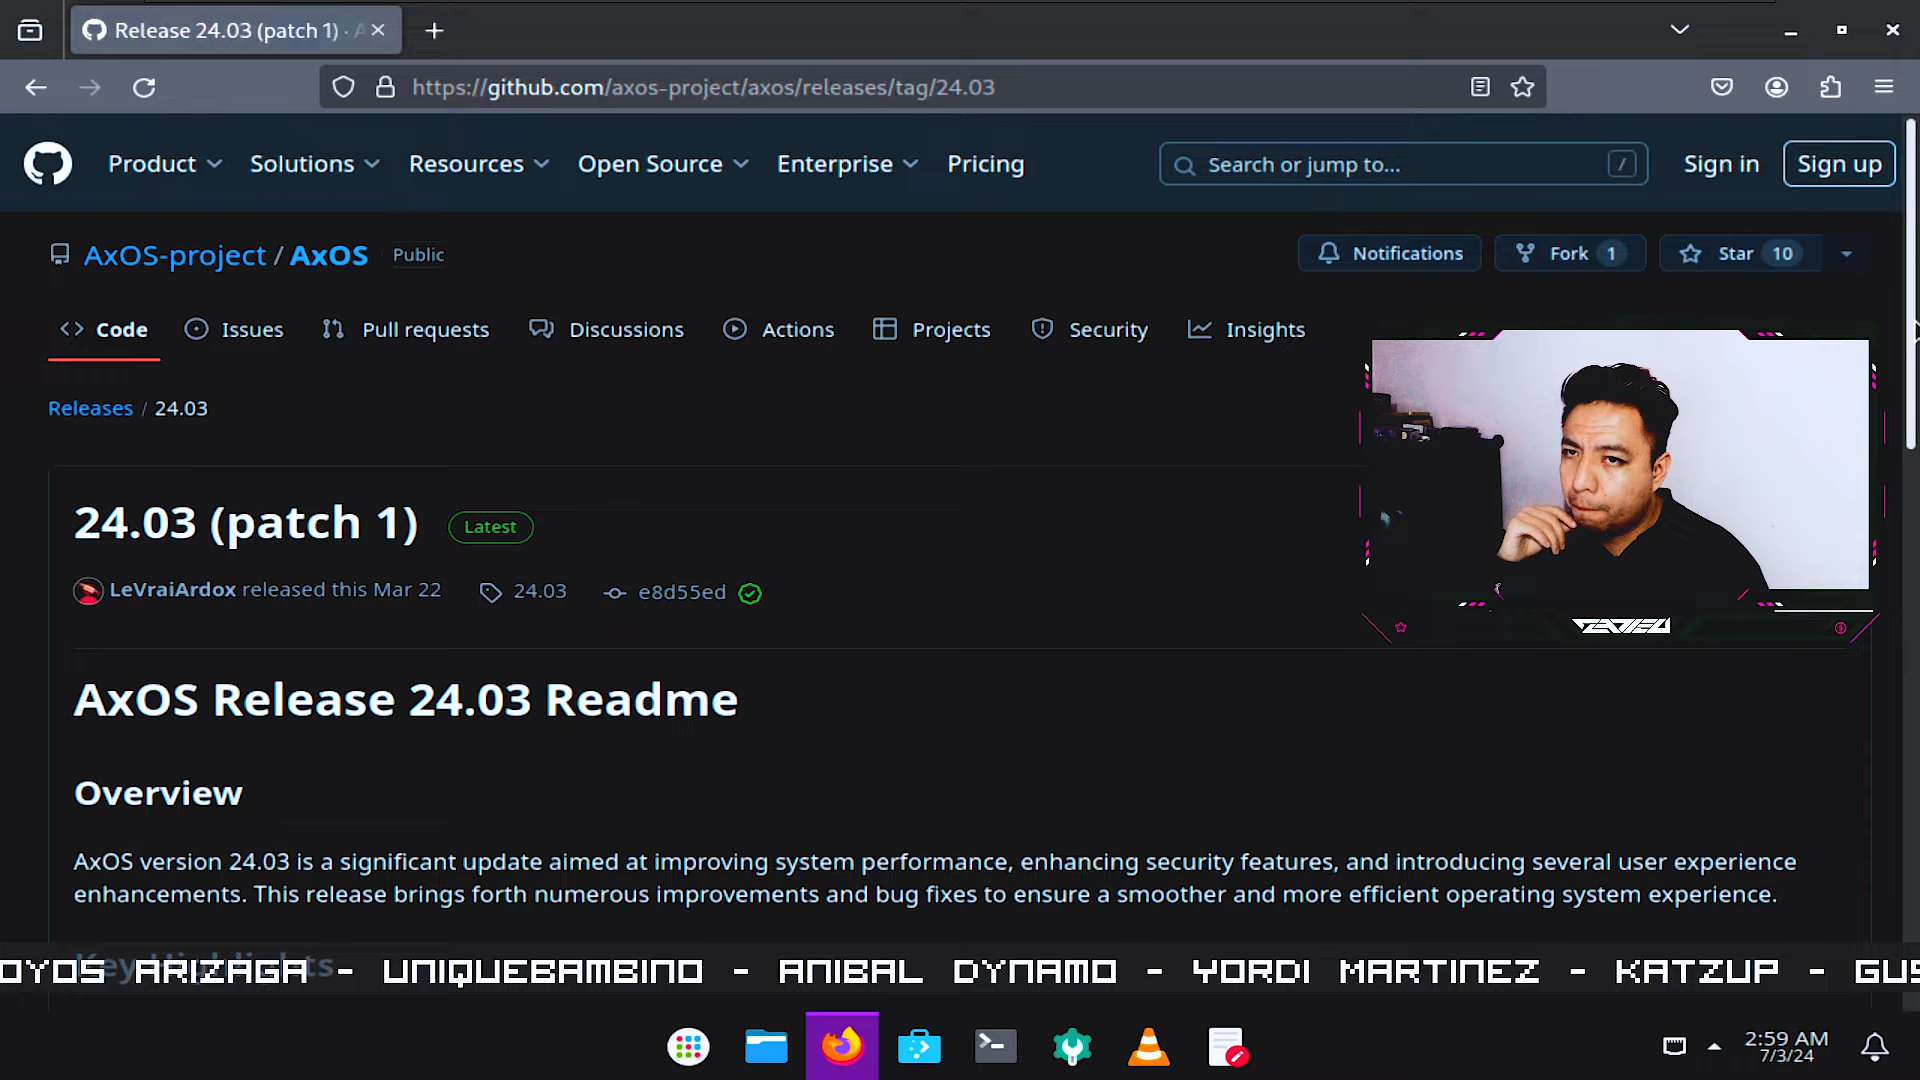 Release 24.03 (patch 1) · A
https://github.com/axos-project/axos/releases/tag/24.03
Product Solutions Resources Open Source Enterprise Pricing Search or jump to... / Sign in Sign up
AxOS-project / AxOS Public Notifications Fork 1 Star 10
Code Issues Pull requests Discussions Actions Projects Security Insights
Releases / 24.03
24.03 (patch 1) Latest
LeVraiArdox released this Mar 22 24.03 e8d55ed
AxOS Release 24.03 Readme
Overview
AxOS version 24.03 is a significant update aimed at improving system performance, enhancing security features, and introducing several user experience
enhancements. This release brings forth numerous improvements and bug fixes to ensure a smoother and more efficient operating system experience.
Key Highlights
OYOS ARIZAGA - UNIQUEBAMBINO - ANIBAL DYNAMO - YORDI MARTINEZ - KATZUP - GUS
2:59 AM
7/3/24